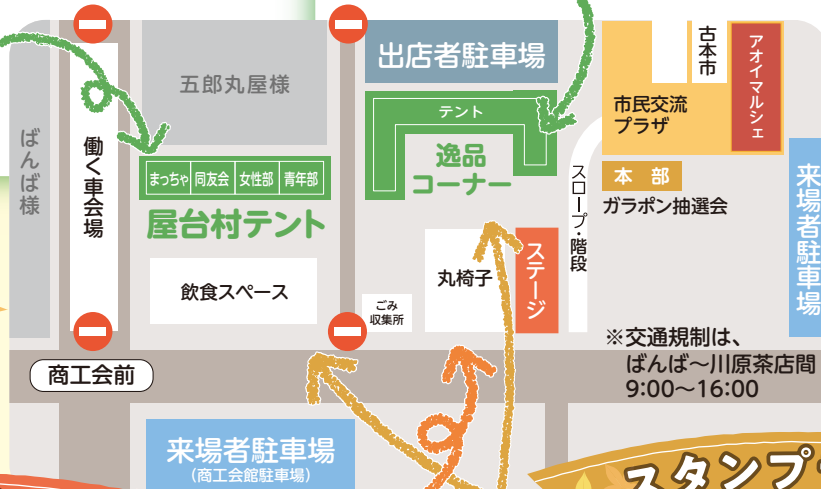 ばんば様
働く車会場
五郎丸屋様
まっちゃ
同友会
女性部
青年部
屋台村テント
飲食スペース
商工会前
出店者駐車場
テント
逸品
コーナー
丸椅子
ステージ
ごみ
収集所
スロープ・階段
古本市
アオイマルシェ
市民交流
プラザ
本部
ガラポン抽選会
来場者駐車場
※交通規制は、
ばんば～川原茶店間
9:00～16:00
来場者駐車場
(商工会館駐車場)
スタンプ